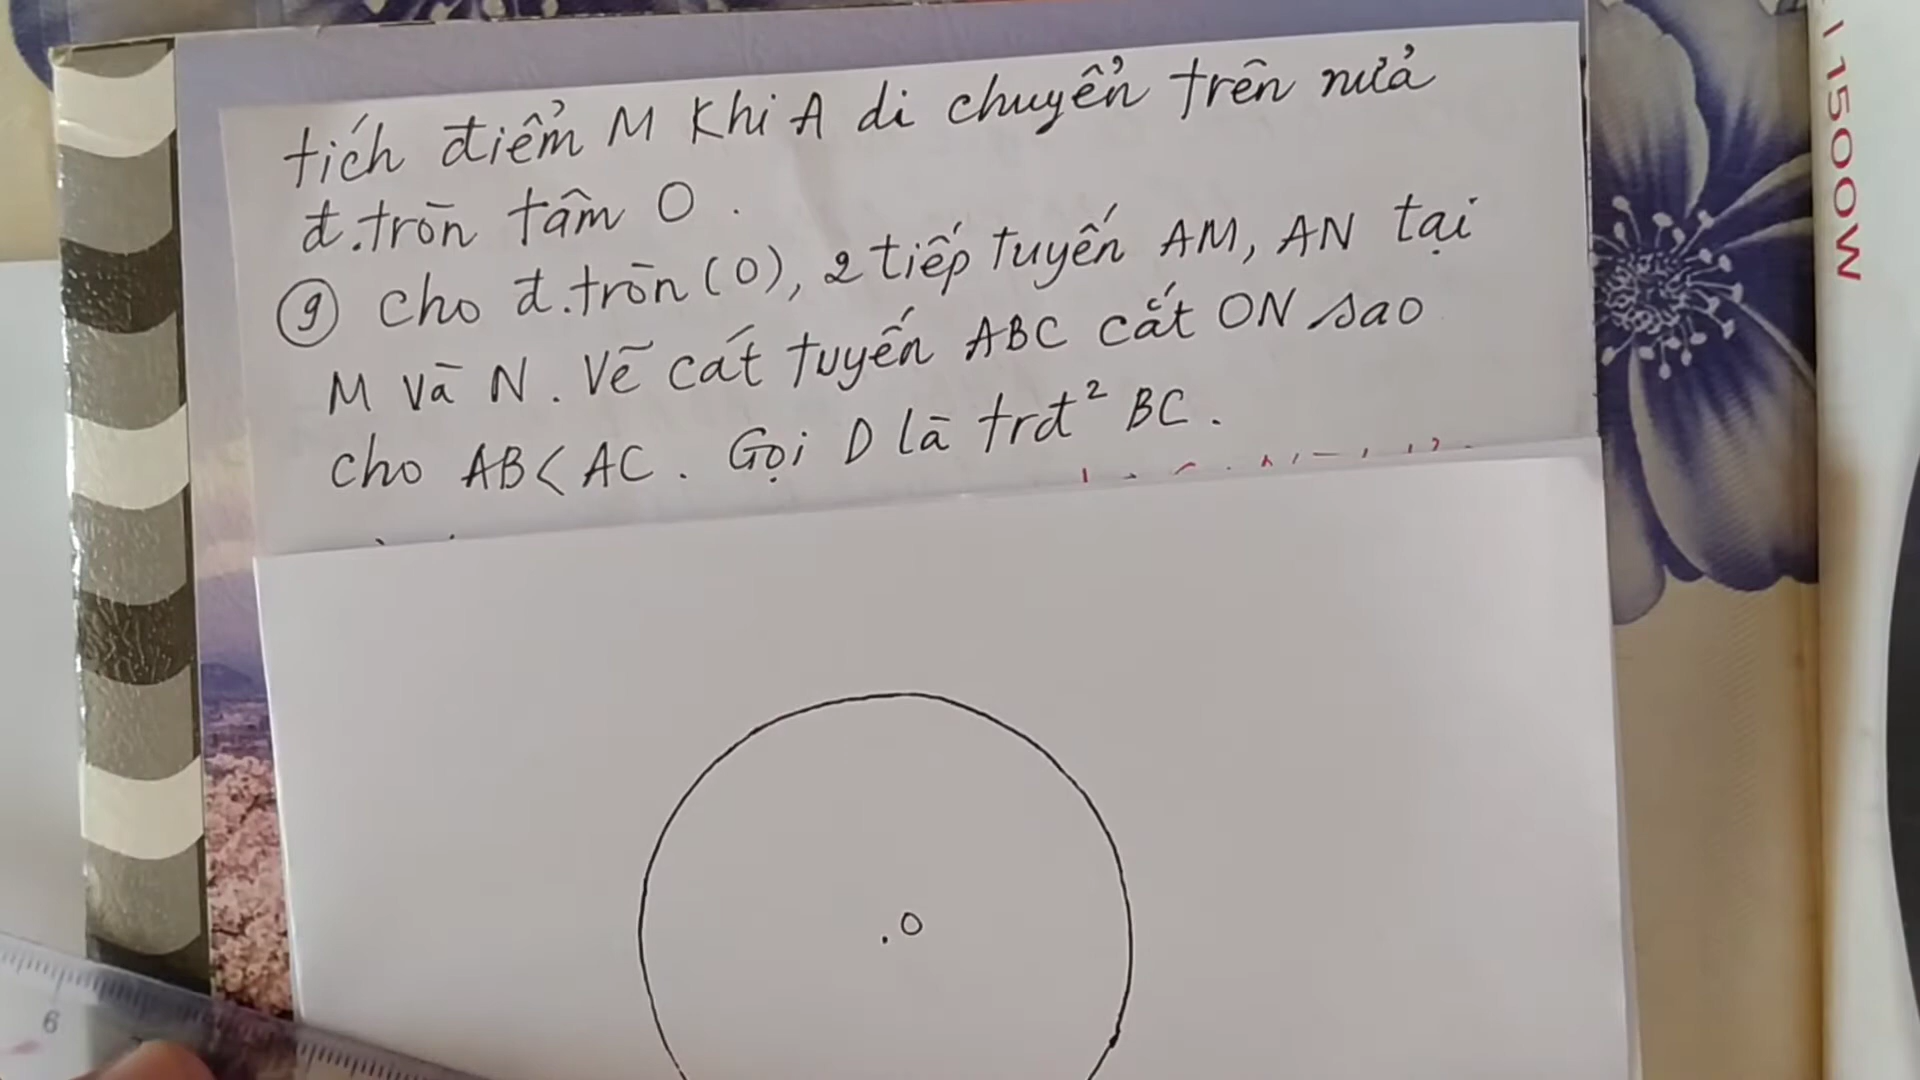 tích điểm M khi A di chuyển trên nửa
đ.tròn tâm O.
⑨ Cho đ.tròn (O), 2 tiếp tuyến AM, AN tại
M và N. Vẽ cát tuyến ABC cắt ON sao
cho AB < AC. Gọi D là trđ² BC.
O
6
1500W